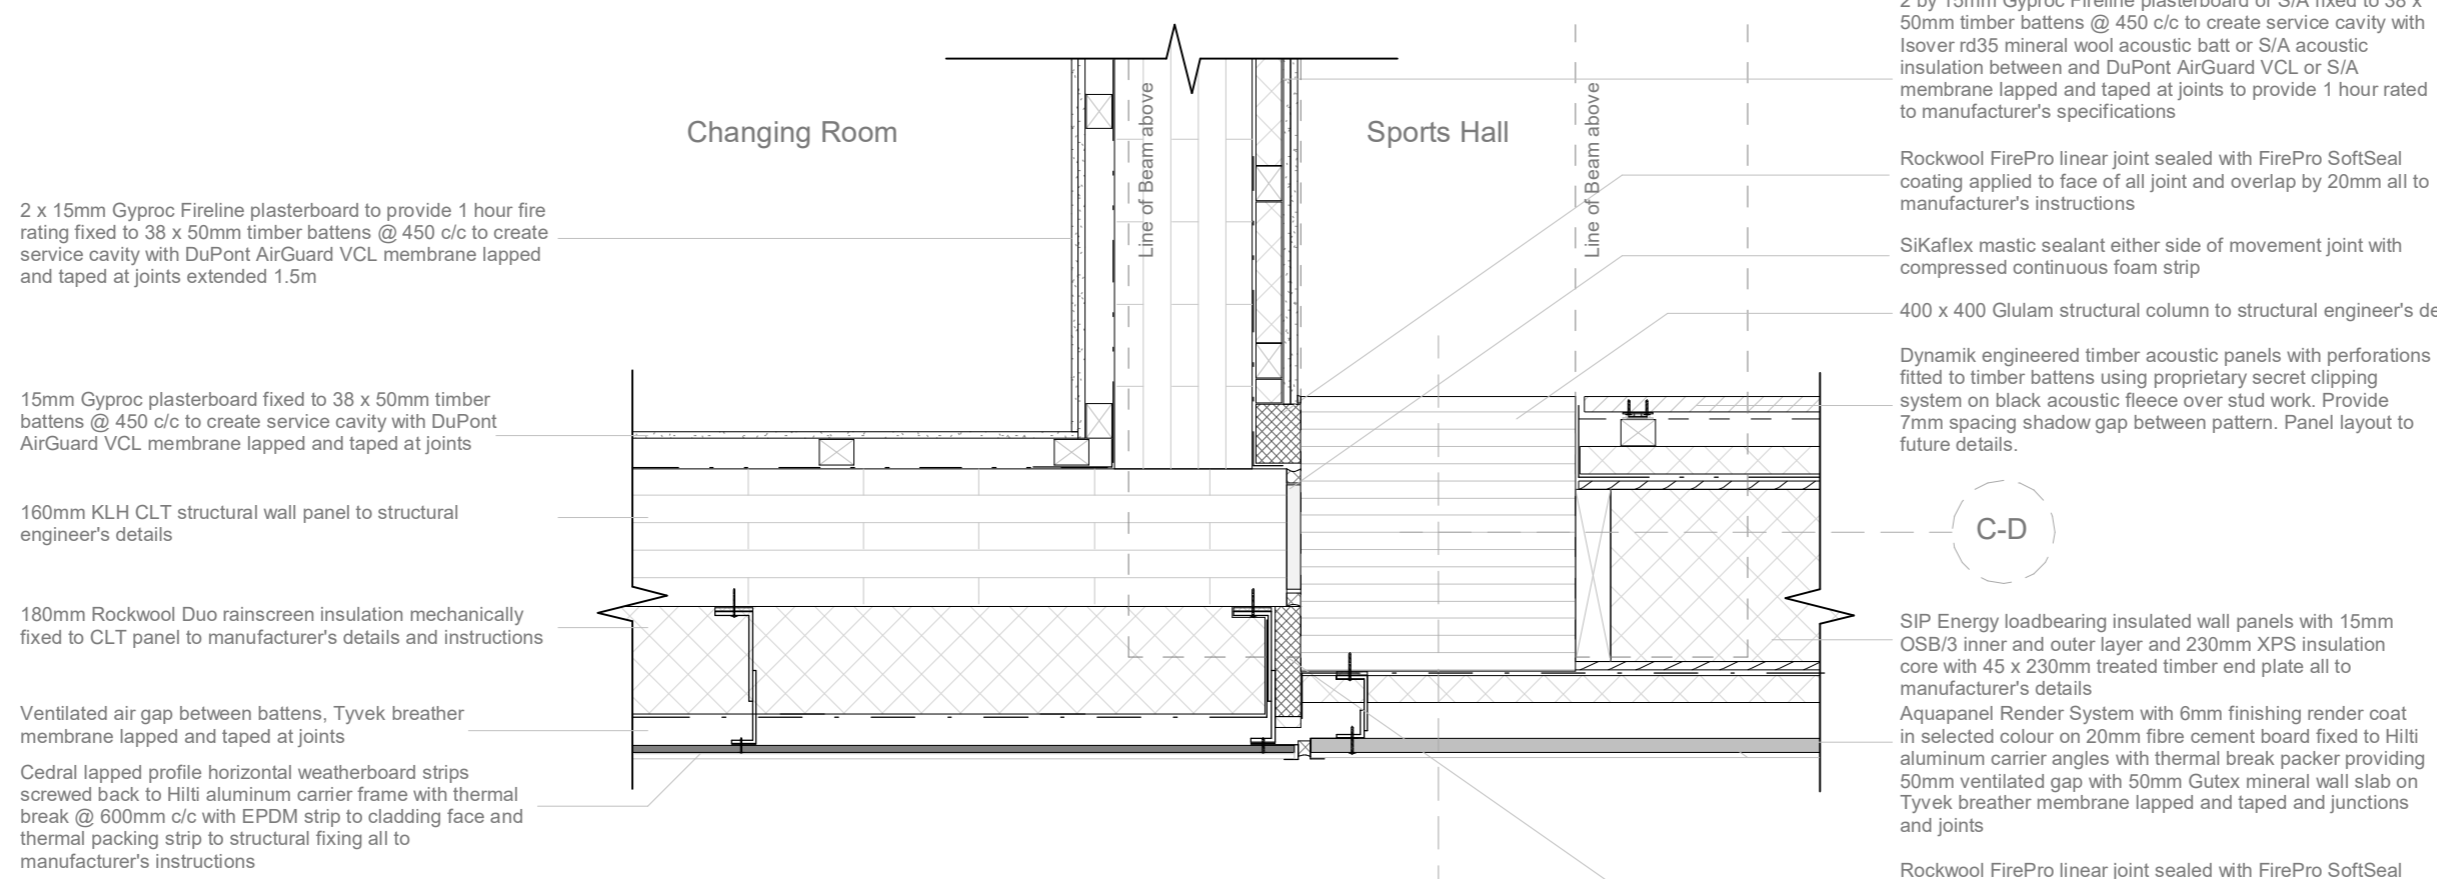 2 x 15mm Gyproc Fireline plasterboard to provide 1 hour fire
rating fixed to 38 x 50mm timber battens @ 450 c/c to create
service cavity with DuPont AirGuard VCL membrane lapped
and taped at joints extended 1.5m
15mm Gyproc plasterboard fixed to 38 x 50mm timber
battens @ 450 c/c to create service cavity with DuPont
AirGuard VCL membrane lapped and taped at joints
160mm KLH CLT structural wall panel to structural
engineer's details
180mm Rockwool Duo rainscreen insulation mechanically
fixed to CLT panel to manufacturer's details and instructions
Ventilated air gap between battens, Tyvek breather
membrane lapped and taped at joints
Cedral lapped profile horizontal weatherboard strips
screwed back to Hilti aluminum carrier frame with thermal
break @ 600mm c/c with EPDM strip to cladding face and
thermal packing strip to structural fixing all to
manufacturer's instructions
Changing Room
Line of Beam above
Sports Hall
Line of Beam above
2 by 15mm Gyproc Fireline plasterboard or S/A fixed to 38 x
50mm timber battens @ 450 c/c to create service cavity with
Isover rd35 mineral wool acoustic batt or S/A acoustic
insulation between and DuPont AirGuard VCL or S/A
membrane lapped and taped at joints to provide 1 hour rated
to manufacturer's specifications
Rockwool FirePro linear joint sealed with FirePro SoftSeal
coating applied to face of all joint and overlap by 20mm all to
manufacturer's instructions
SiKaflex mastic sealant either side of movement joint with
compressed continuous foam strip
400 x 400 Glulam structural column to structural engineer's de
Dynamik engineered timber acoustic panels with perforations
fitted to timber battens using proprietary secret clipping
system on black acoustic fleece over stud work. Provide
7mm spacing shadow gap between pattern. Panel layout to
future details.
C-D
SIP Energy loadbearing insulated wall panels with 15mm
OSB/3 inner and outer layer and 230mm XPS insulation
core with 45 x 230mm treated timber end plate all to
manufacturer's details
Aquapanel Render System with 6mm finishing render coat
in selected colour on 20mm fibre cement board fixed to Hilti
aluminum carrier angles with thermal break packer providing
50mm ventilated gap with 50mm Gutex mineral wall slab on
Tyvek breather membrane lapped and taped and junctions
and joints
Rockwool FirePro linear joint sealed with FirePro SoftSeal